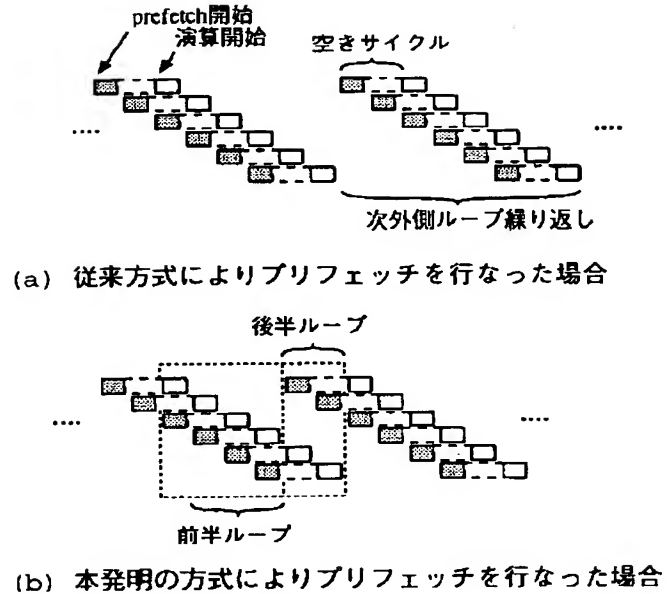 prefetch開始
演算開始
空きサイクル
....
....
次外側ループ繰り返し
(a) 従来方式によりプリフェッチを行なった場合
後半ループ
....
....
前半ループ
(b) 本発明の方式によりプリフェッチを行なった場合